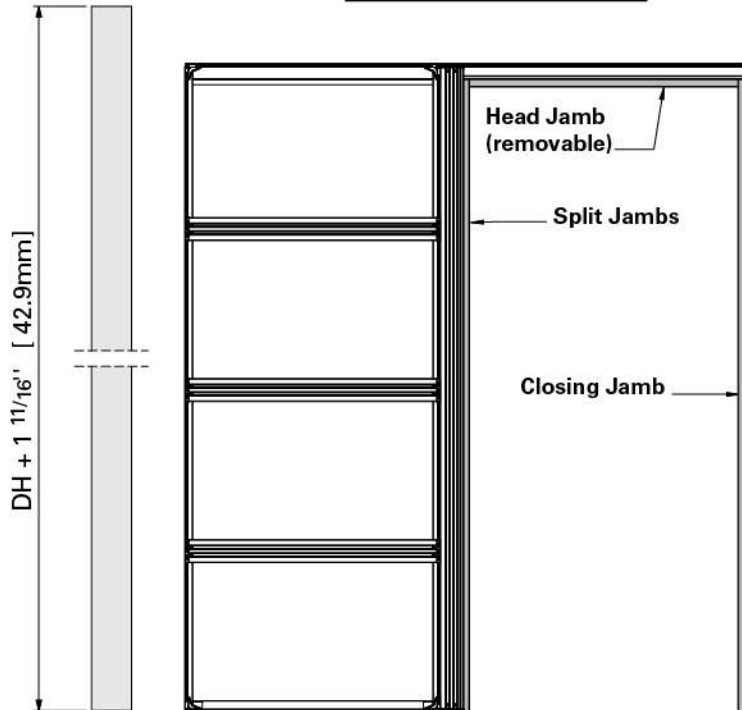 Head Jamb
(removable)
Split Jambs
Closing Jamb
DH + 1 11/16'' [ 42.9mm]